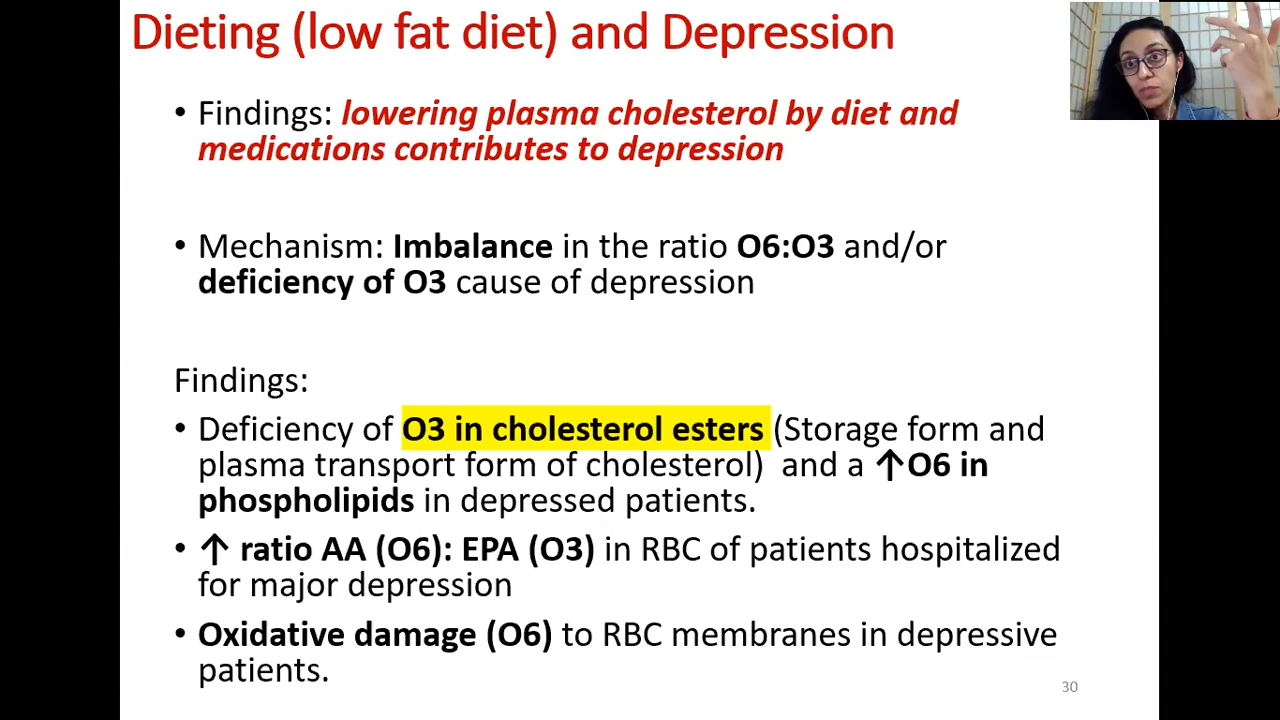 Dieting (low fat diet) and Depression
• Findings: lowering plasma cholesterol by diet and
medications contributes to depression
• Mechanism: Imbalance in the ratio O6:O3 and/or
deficiency of O3 cause of depression
Findings:
• Deficiency of O3 in cholesterol esters (Storage form and
plasma transport form of cholesterol) and a ↑O6 in
phospholipids in depressed patients.
• ↑ ratio AA (O6): EPA (O3) in RBC of patients hospitalized
for major depression
• Oxidative damage (O6) to RBC membranes in depressive
patients.
30